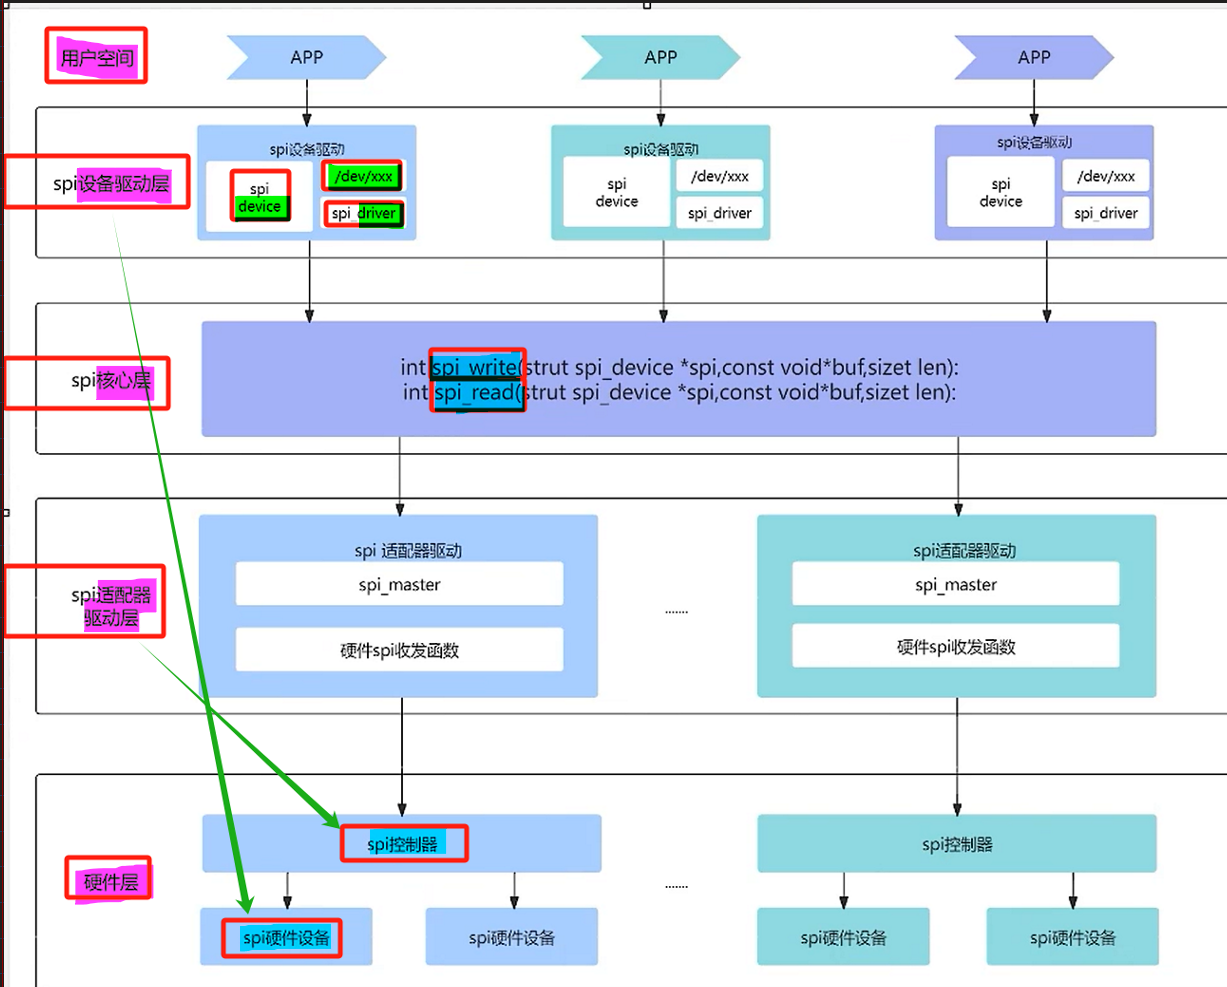 用户空间
APP
APP
APP
spi设备驱动层
spi设备驱动
spi
device
/dev/xxx
spi_driver
spi设备驱动
spi
device
/dev/xxx
spi_driver
spi设备驱动
spi
device
/dev/xxx
spi_driver
spi核心层
int spi_write(strut spi_device *spi,const void*buf,sizet len):
int spi_read(strut spi_device *spi,const void*buf,sizet len):
spi适配器
驱动层
spi 适配器驱动
spi_master
硬件spi收发函数
.......
spi适配器驱动
spi_master
硬件spi收发函数
硬件层
spi控制器
spi硬件设备
spi硬件设备
.......
spi控制器
spi硬件设备
spi硬件设备